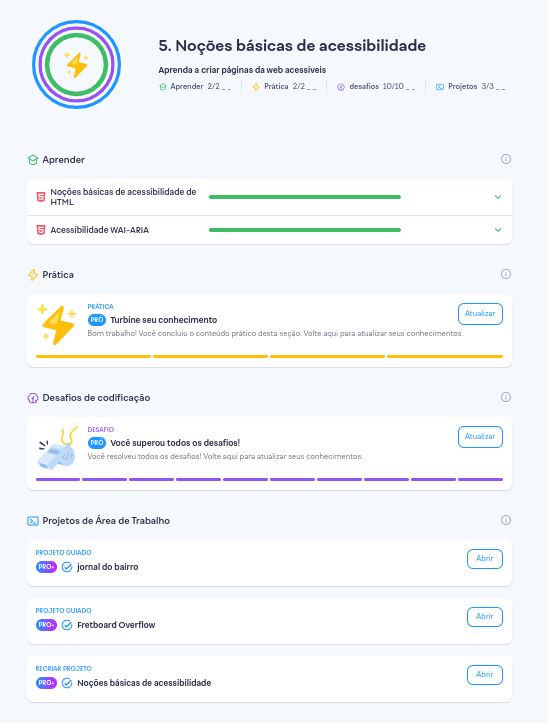 5. Noções básicas de acessibilidade
Aprenda a criar páginas da web acessíveis
Aprender 2/2 _ _ Prática 2/2 _ _ desafios 10/10 _ _ Projetos 3/3 _ _
Aprender
Noções básicas de acessibilidade de
HTML
Acessibilidade WAI-ARIA
Prática
PRÁTICA
PRÓ Turbine seu conhecimento
Atualizar
Bom trabalho! Você concluiu o conteúdo prático desta seção. Volte aqui para atualizar seus conhecimentos.
Desafios de codificação
DESAFIO
PRÓ Você superou todos os desafios!
Atualizar
Você resolveu todos os desafios! Volte aqui para atualizar seus conhecimentos.
Projetos de Área de Trabalho
PROJETO GUIADO
PRO+ jornal do bairro
Abrir
PROJETO GUIADO
PRO+ Fretboard Overflow
Abrir
RECRIAR PROJETO
PRO+ Noções básicas de acessibilidade
Abrir